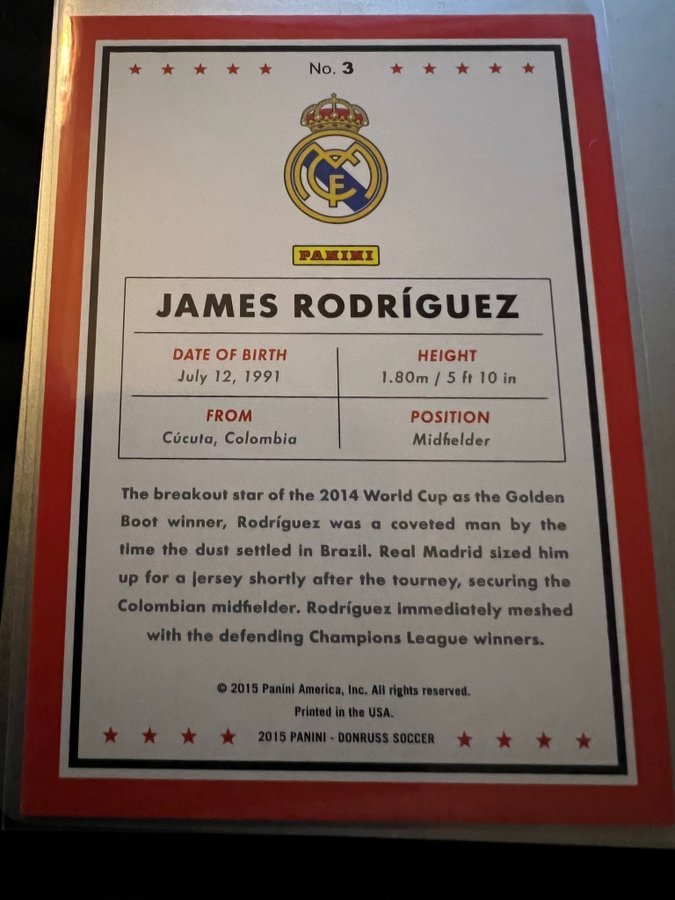 No. 3
PANINI
JAMES RODRÍGUEZ
DATE OF BIRTH
July 12, 1991
HEIGHT
1.80m / 5 ft 10 in
FROM
Cúcuta, Colombia
POSITION
Midfielder
The breakout star of the 2014 World Cup as the Golden
Boot winner, Rodríguez was a coveted man by the
time the dust settled in Brazil. Real Madrid sized him
up for a jersey shortly after the tourney, securing the
Colombian midfielder. Rodríguez immediately meshed
with the defending Champions League winners.
© 2015 Panini America, Inc. All rights reserved.
Printed in the USA.
2015 PANINI - DONRUSS SOCCER